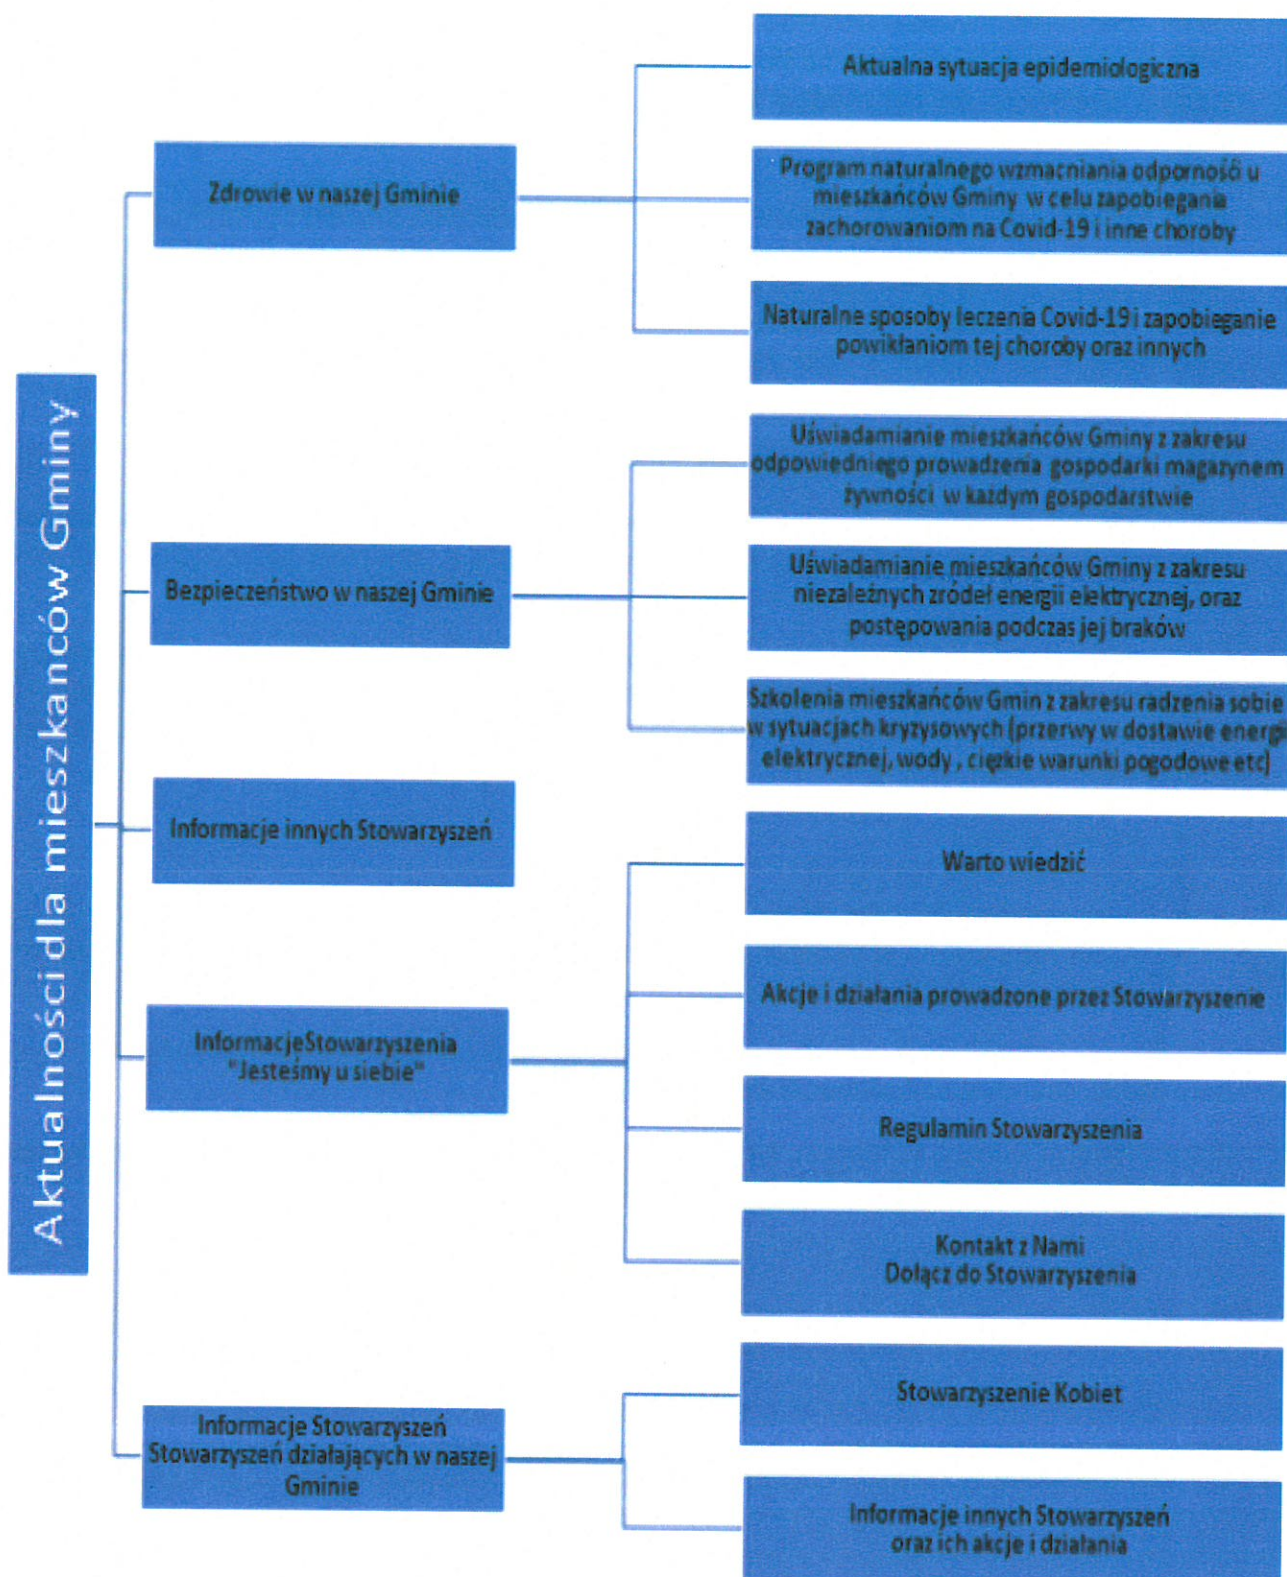 Aktualności dla mieszkańców Gminy
Zdrowie w naszej Gminie
Aktualna sytuacja epidemiologiczna
Program naturalnego wzmacniania odporności u
mieszkańców Gminy w celu zapobiegania
zachorowaniom na Covid-19 i inne choroby
Naturalne sposoby leczenia Covid-19 i zapobieganie
powikłaniom tej choroby oraz innych
Bezpieczeństwo w naszej Gminie
Uświadamianie mieszkańców Gminy z zakresu
odpowiedniego prowadzenia gospodarki magazynem
żywności w każdym gospodarstwie
Uświadamianie mieszkańców Gminy z zakresu
niezależnych zródeł energii elektrycznej, oraz
postępowania podczas jej braków
Szkolenia mieszkańców Gmin z zakresu radzenia sobie
w sytuacjach kryzysowych (przerwy w dostawie energi
elektrycznej, wody , ciężkie warunki pogodowe etc)
Informacje innych Stowarzyszeń
InformacjeStowarzyszenia
"Jesteśmy u siebie"
Warto wiedzić
Akcje i działania prowadzone przez Stowarzyszenie
Regulamin Stowarzyszenia
Kontakt z Nami
Dołącz do Stowarzyszenia
Informacje Stowarzyszeń
Stowarzyszeń działających w naszej
Gminie
Stowarzyszenie Kobiet
Informacje innych Stowarzyszeń
oraz ich akcje i działania